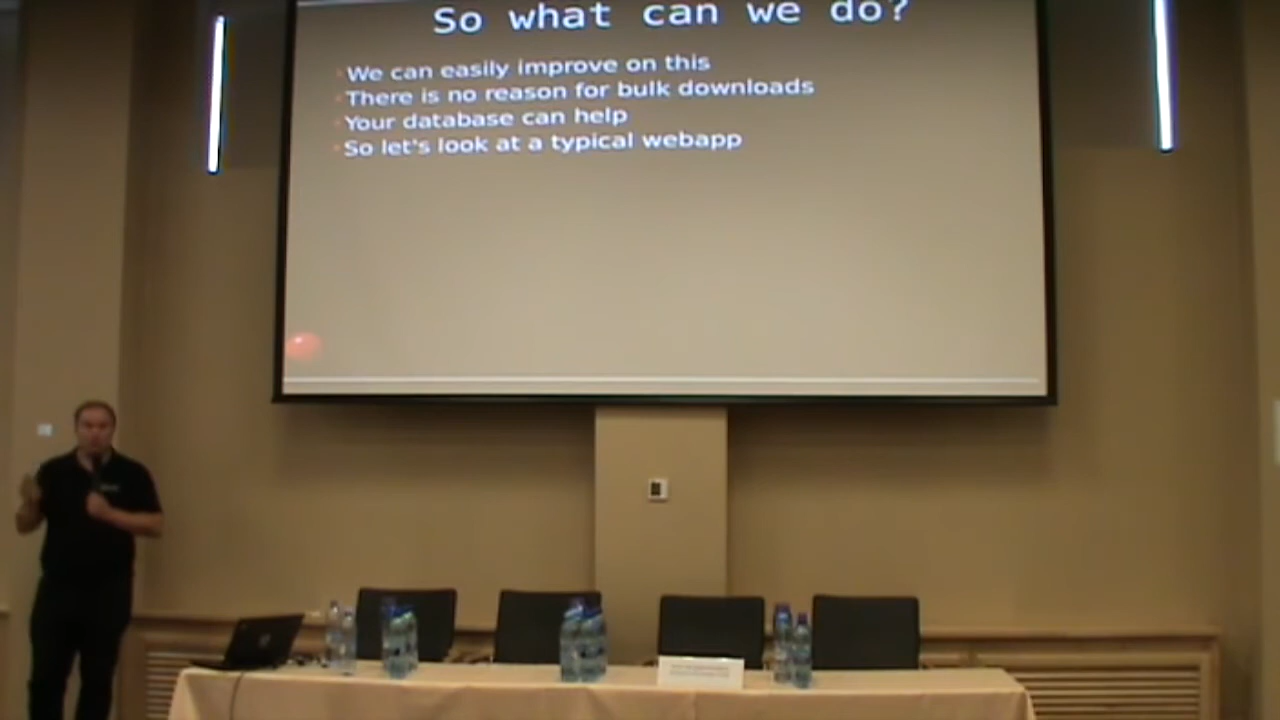 So what can we do?
We can easily improve on this
There is no reason for bulk downloads
Your database can help
So let's look at a typical webapp